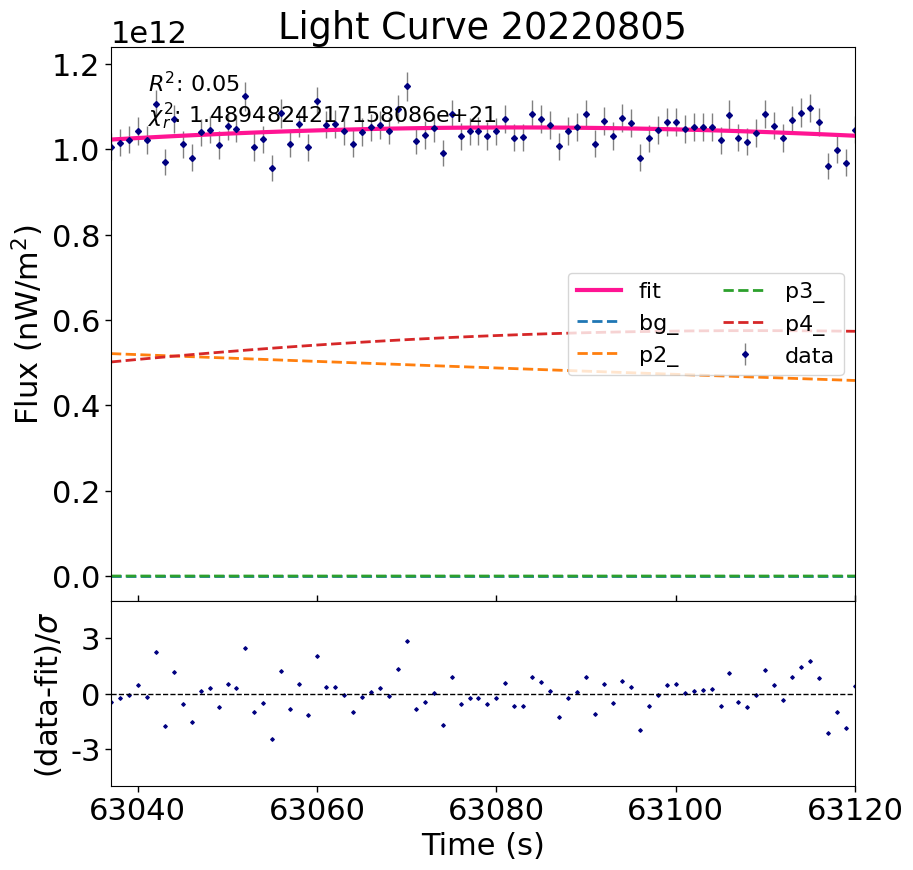 Light Curve 20220805
1e12
R²: 0.05
χ²ᵣ: 1.4894824217158086e+21
1.2
1.0
0.8
0.6
0.4
0.2
0.0
Flux (nW/m²)
fit
bg_
p2_
p3_
p4_
data
3
0
-3
(data-fit)/σ
63040
63060
63080
63100
63120
Time (s)